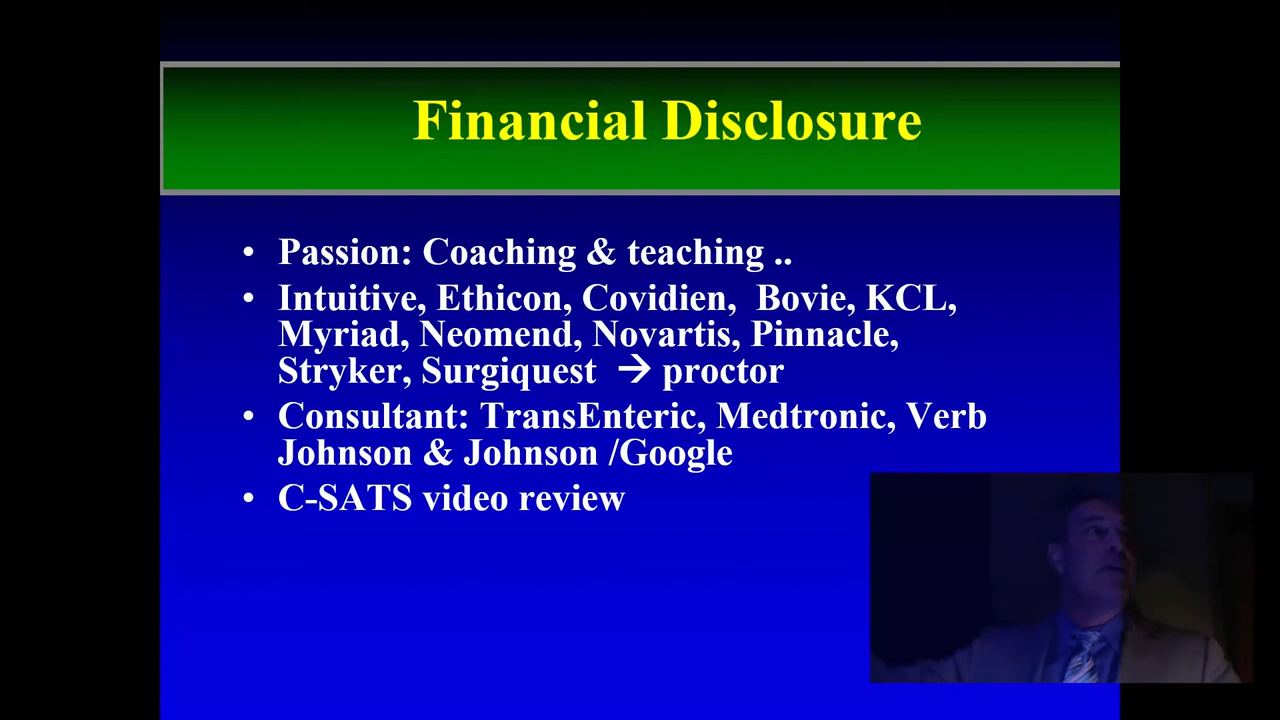 Financial Disclosure
• Passion: Coaching & teaching ..
• Intuitive, Ethicon, Covidien, Bovie, KCL,
Myriad, Neomend, Novartis, Pinnacle,
Stryker, Surgiquest → proctor
• Consultant: TransEnteric, Medtronic, Verb
Johnson & Johnson /Google
• C-SATS video review